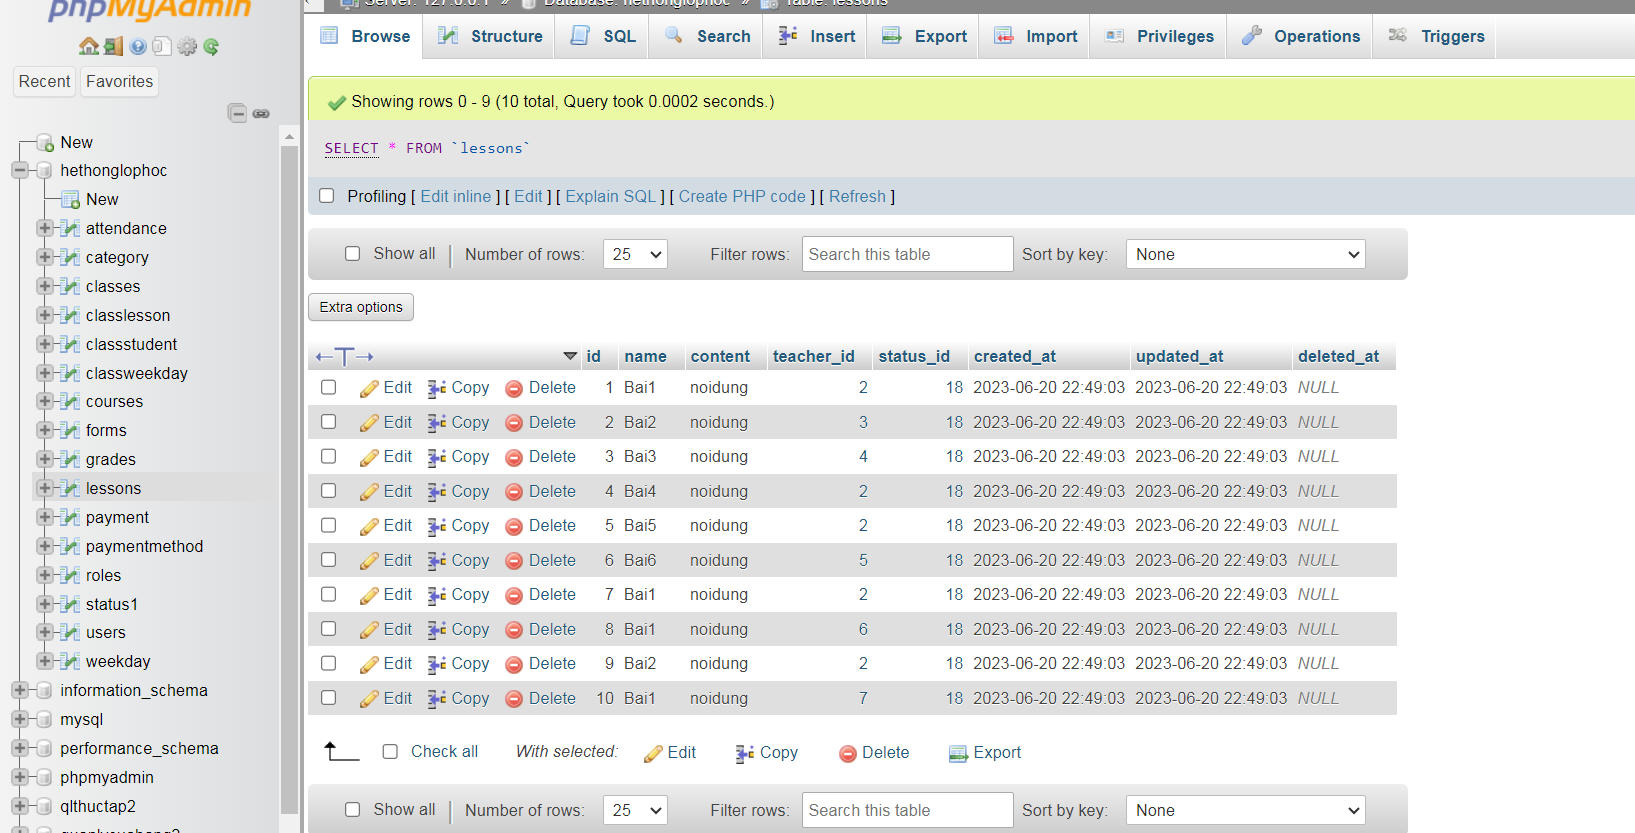 phpMyAdmin
Recent Favorites
New
hethonglophoc
New
attendance
category
classes
classlesson
classstudent
classweekday
courses
forms
grades
lessons
payment
paymentmethod
roles
status1
users
weekday
information_schema
mysql
performance_schema
phpmyadmin
qlthuctap2
Server: 127.0.0.1 » Database: hethonglophoc » Table: lessons
Browse Structure SQL Search Insert Export Import Privileges Operations Triggers
Showing rows 0 - 9 (10 total, Query took 0.0002 seconds.)
SELECT * FROM `lessons`
Profiling [ Edit inline ] [ Edit ] [ Explain SQL ] [ Create PHP code ] [ Refresh ]
Show all Number of rows: 25 Filter rows: Search this table Sort by key: None
Extra options
id name content teacher_id status_id created_at updated_at deleted_at
Edit Copy Delete 1 Bai1 noidung 2 18 2023-06-20 22:49:03 2023-06-20 22:49:03 NULL
Edit Copy Delete 2 Bai2 noidung 3 18 2023-06-20 22:49:03 2023-06-20 22:49:03 NULL
Edit Copy Delete 3 Bai3 noidung 4 18 2023-06-20 22:49:03 2023-06-20 22:49:03 NULL
Edit Copy Delete 4 Bai4 noidung 2 18 2023-06-20 22:49:03 2023-06-20 22:49:03 NULL
Edit Copy Delete 5 Bai5 noidung 2 18 2023-06-20 22:49:03 2023-06-20 22:49:03 NULL
Edit Copy Delete 6 Bai6 noidung 5 18 2023-06-20 22:49:03 2023-06-20 22:49:03 NULL
Edit Copy Delete 7 Bai1 noidung 2 18 2023-06-20 22:49:03 2023-06-20 22:49:03 NULL
Edit Copy Delete 8 Bai1 noidung 6 18 2023-06-20 22:49:03 2023-06-20 22:49:03 NULL
Edit Copy Delete 9 Bai2 noidung 2 18 2023-06-20 22:49:03 2023-06-20 22:49:03 NULL
Edit Copy Delete 10 Bai1 noidung 7 18 2023-06-20 22:49:03 2023-06-20 22:49:03 NULL
Check all With selected: Edit Copy Delete Export
Show all Number of rows: 25 Filter rows: Search this table Sort by key: None